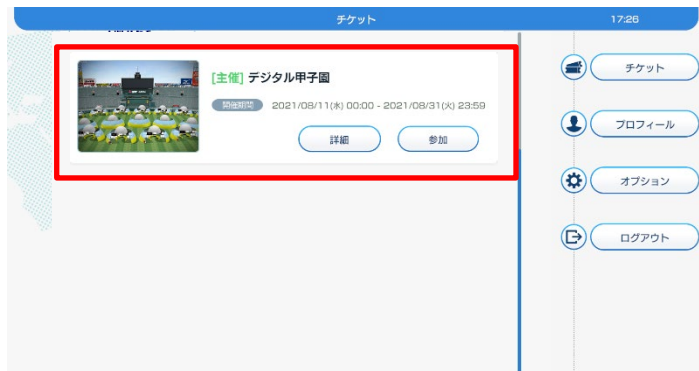 チケット
17:26
[主催] デジタル甲子園
開催期間 2021/08/11(水) 00:00 - 2021/08/31(火) 23:59
詳細
参加
チケット
プロフィール
オプション
ログアウト